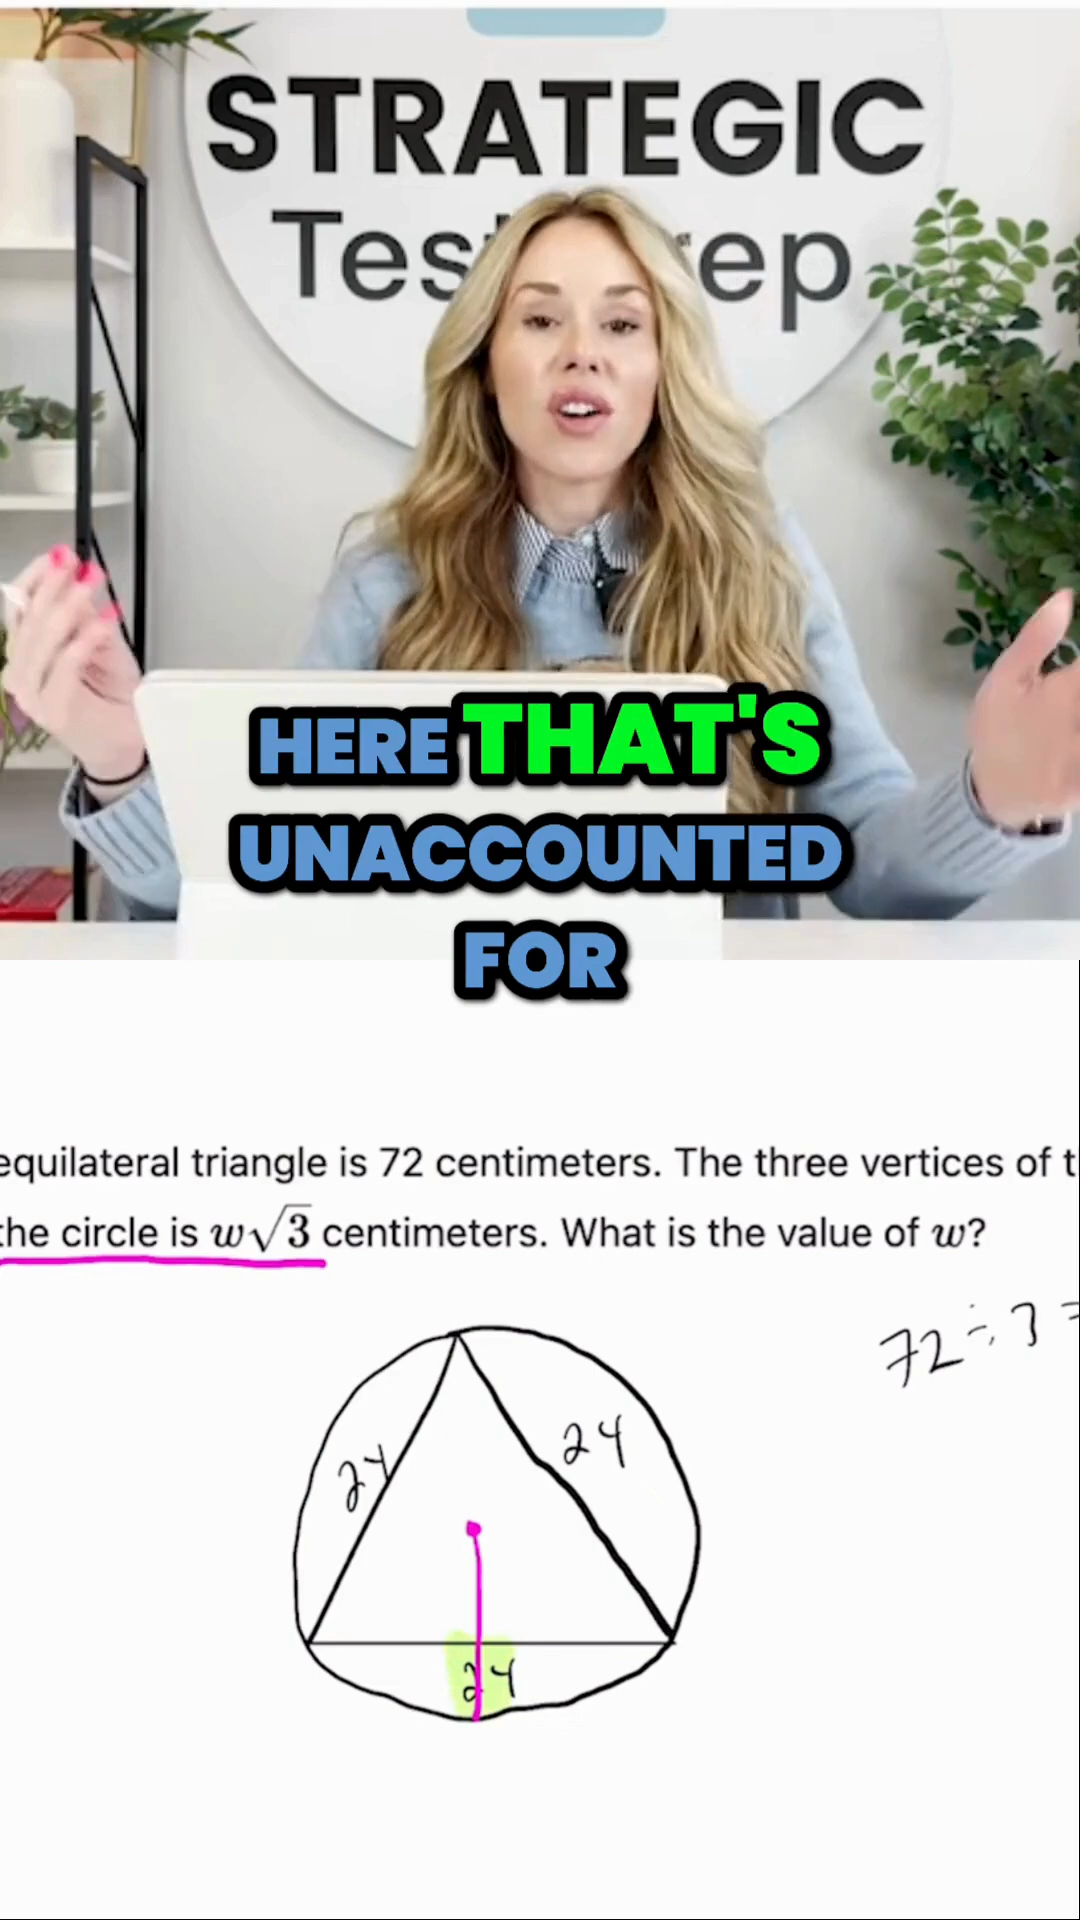 STRATEGIC
Tes rep
HERE THAT'S
UNACCOUNTED
FOR
equilateral triangle is 72 centimeters. The three vertices of t
the circle is w√3 centimeters. What is the value of w?
72 ÷ 3 =
24
24
24